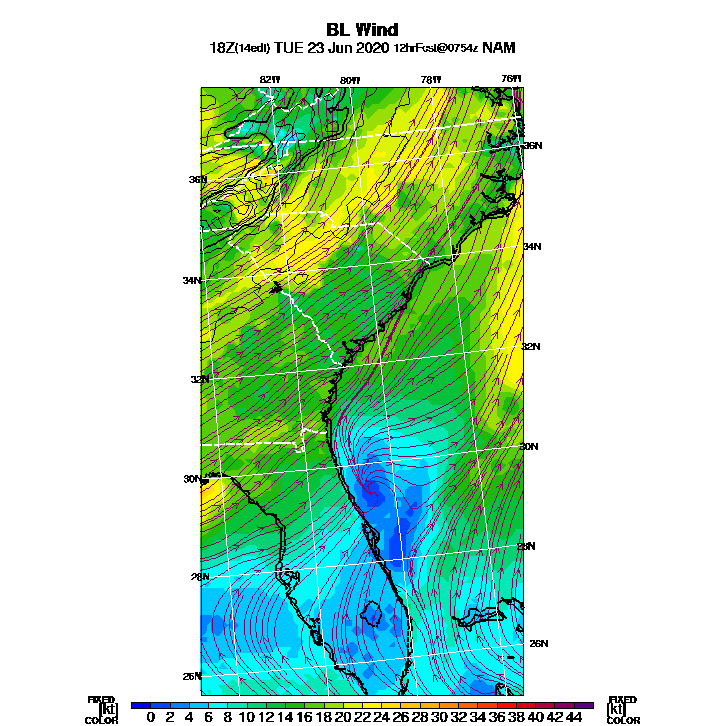 BL Wind
18Z(14edt) TUE 23 Jun 2020 12hrFcst@0754z NAM
82W 80W 78W 76W
36N
36N
34N
34N
32N
32N
30N
30N
28N
28N
26N
26N
FIXED FIXED
[kt] 0 2 4 6 8 10 12 14 16 18 20 22 24 26 28 30 32 34 36 38 40 42 44 [kt]
COLOR COLOR